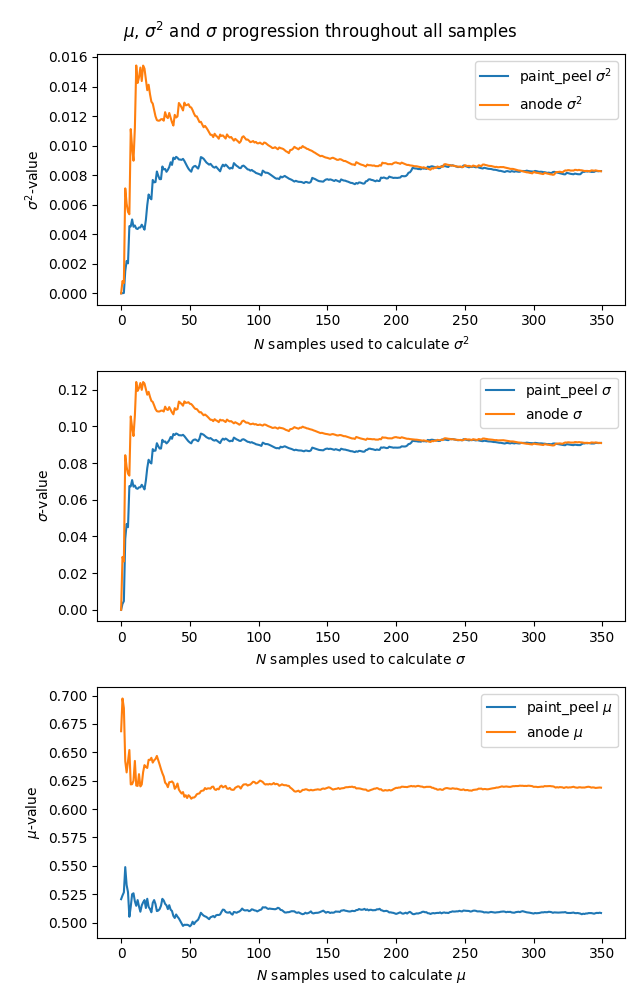 μ, σ² and σ progression throughout all samples
0.016
0.014
0.012
0.010
0.008
0.006
0.004
0.002
0.000
σ²-value
paint_peel σ²
anode σ²
0 50 100 150 200 250 300 350
N samples used to calculate σ²
0.12
0.10
0.08
0.06
0.04
0.02
0.00
σ-value
paint_peel σ
anode σ
0 50 100 150 200 250 300 350
N samples used to calculate σ
0.700
0.675
0.650
0.625
0.600
0.575
0.550
0.525
0.500
μ-value
paint_peel μ
anode μ
0 50 100 150 200 250 300 350
N samples used to calculate μ